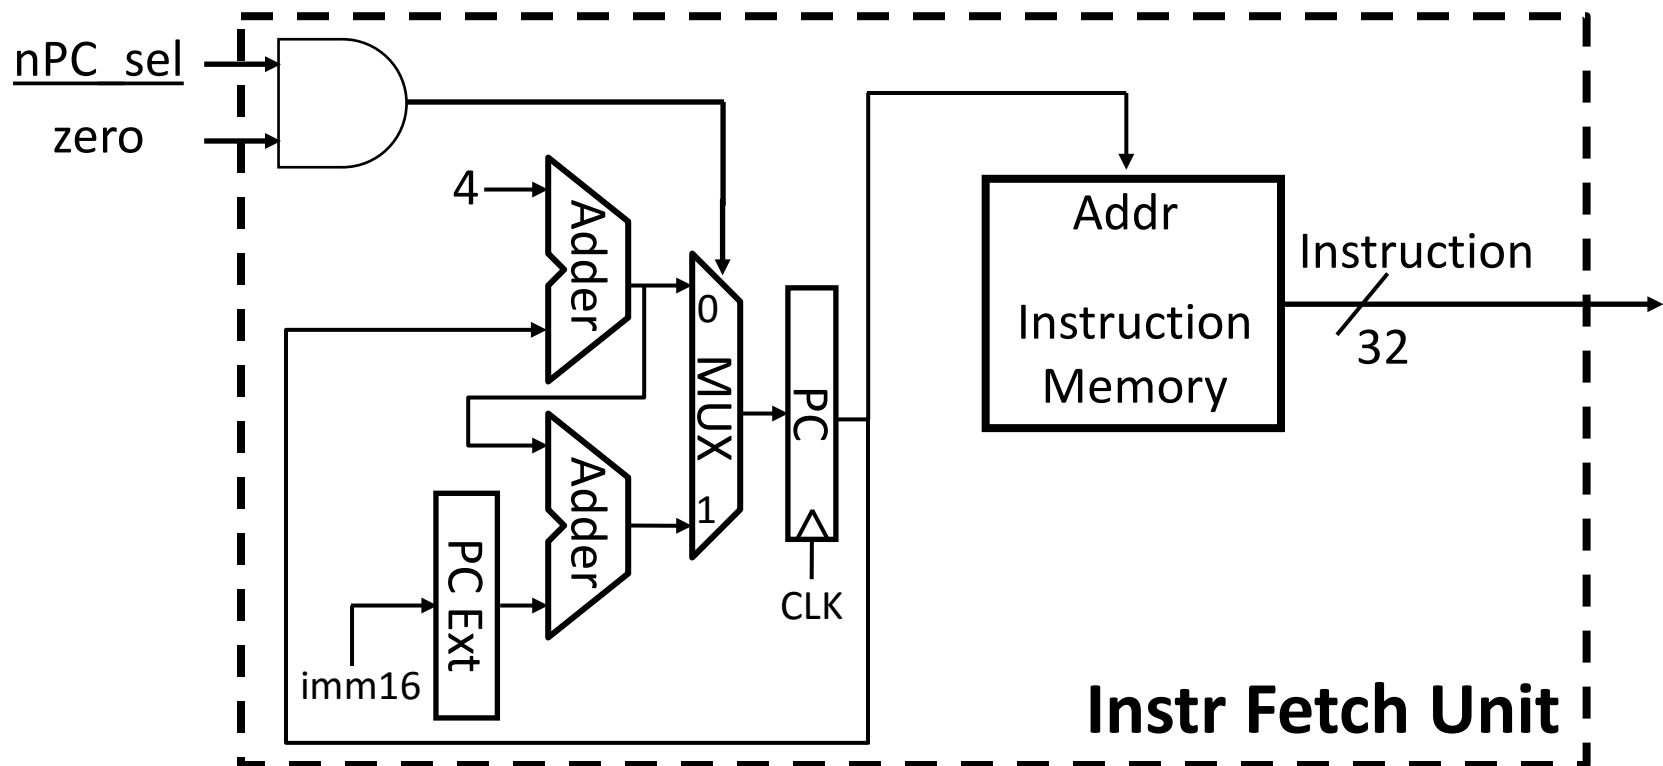 nPC_sel
zero
4
Adder
Adder
PC Ext
imm16
0
MUX
1
PC
CLK
Addr
Instruction
Memory
Instruction
32
Instr Fetch Unit